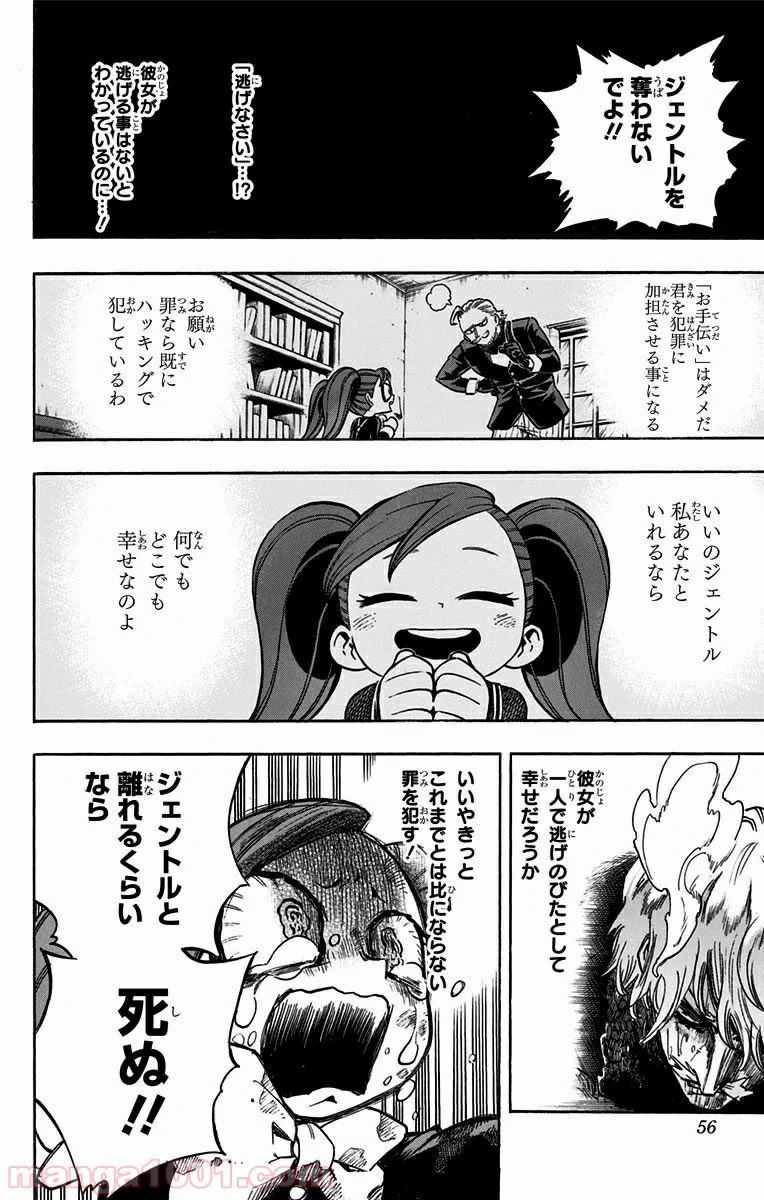 ジェントルを
奪わない
でよ!!
「逃げなさい」…!?
彼女が
逃げる事はないと
わかっているのに…!
「お手伝い」はダメだ
君を犯罪に
加担させる事になる
お願い
罪なら既に
ハッキングで
犯しているわ
いいのジェントル
私あなたと
いれるなら
何でも
どこでも
幸せなのよ
彼女が
一人で逃げのびたとして
幸せだろうか
いいやきっと
これまでとは比にならない
罪を犯す!
ジェントルと
離れるくらい
なら
死ぬ!!
56
manga1001.com